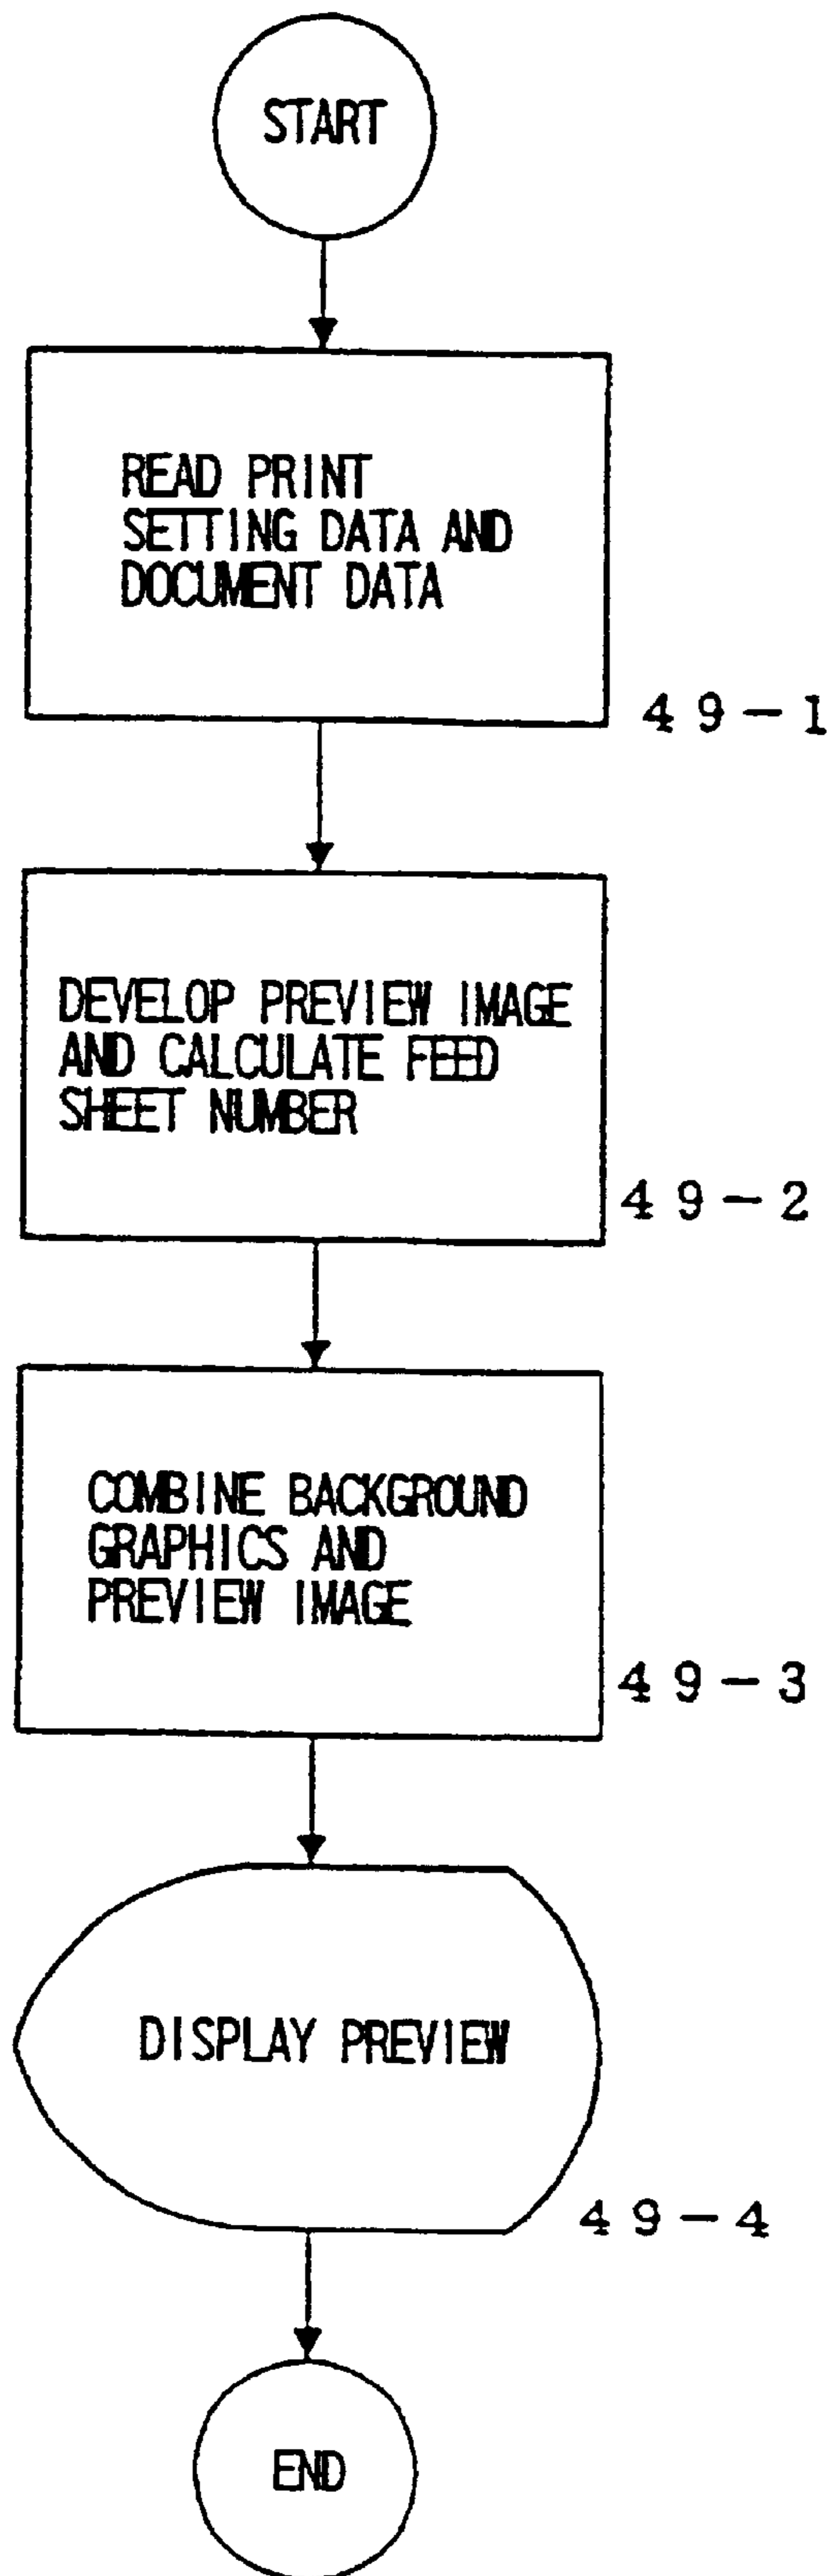 START
READ PRINT
SETTING DATA AND
DOCUMENT DATA
49-1
DEVELOP PREVIEW IMAGE
AND CALCULATE FEED
SHEET NUMBER
49-2
COMBINE BACKGROUND
GRAPHICS AND
PREVIEW IMAGE
49-3
DISPLAY PREVIEW
49-4
END